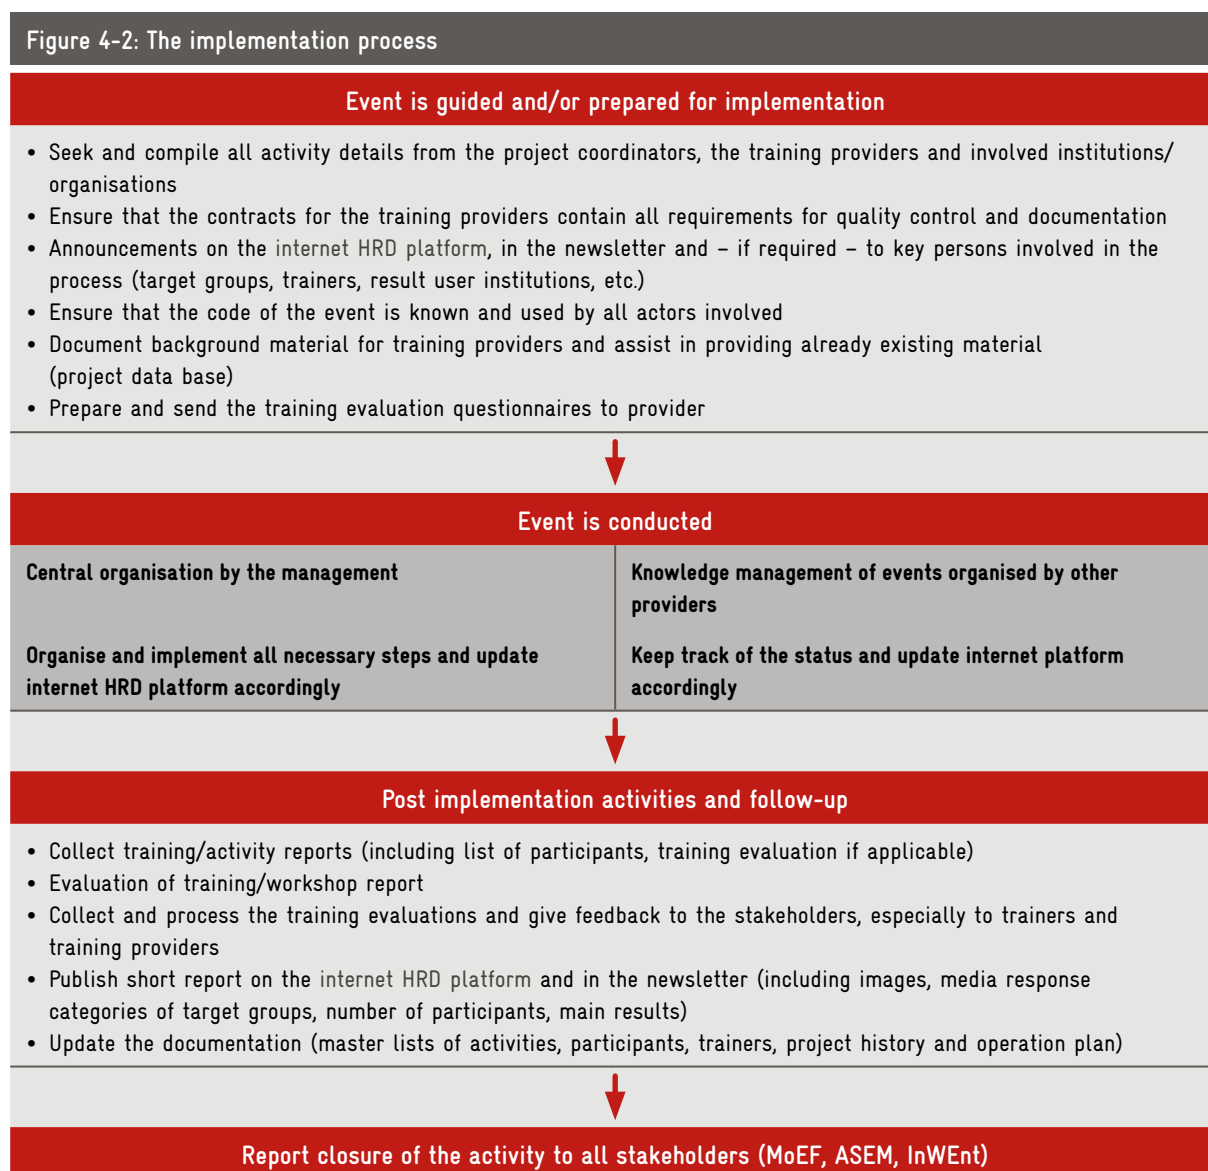 Figure 4-2: The implementation process
Event is guided and/or prepared for implementation
• Seek and compile all activity details from the project coordinators, the training providers and involved institutions/
organisations
• Ensure that the contracts for the training providers contain all requirements for quality control and documentation
• Announcements on the internet HRD platform, in the newsletter and – if required – to key persons involved in the
process (target groups, trainers, result user institutions, etc.)
• Ensure that the code of the event is known and used by all actors involved
• Document background material for training providers and assist in providing already existing material
(project data base)
• Prepare and send the training evaluation questionnaires to provider
Event is conducted
Central organisation by the management
Organise and implement all necessary steps and update
internet HRD platform accordingly
Knowledge management of events organised by other
providers
Keep track of the status and update internet platform
accordingly
Post implementation activities and follow-up
• Collect training/activity reports (including list of participants, training evaluation if applicable)
• Evaluation of training/workshop report
• Collect and process the training evaluations and give feedback to the stakeholders, especially to trainers and
training providers
• Publish short report on the internet HRD platform and in the newsletter (including images, media response
categories of target groups, number of participants, main results)
• Update the documentation (master lists of activities, participants, trainers, project history and operation plan)
Report closure of the activity to all stakeholders (MoEF, ASEM, InWEnt)